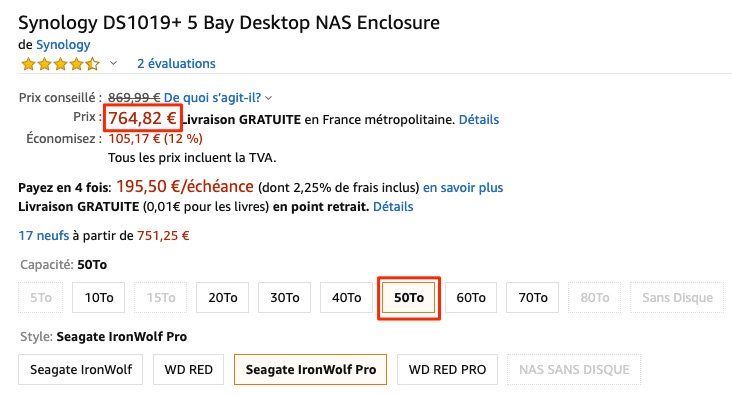 Synology DS1019+ 5 Bay Desktop NAS Enclosure
de Synology
2 évaluations
Prix conseillé : 869,99 € De quoi s'agit-il?
Prix : 764,82 € Livraison GRATUITE en France métropolitaine. Détails
Économisez : 105,17 € (12 %)
Tous les prix incluent la TVA.
Payez en 4 fois: 195,50 €/échéance (dont 2,25% de frais inclus) en savoir plus
Livraison GRATUITE (0,01€ pour les livres) en point retrait. Détails
17 neufs à partir de 751,25 €
Capacité: 50To
5To 10To 15To 20To 30To 40To 50To 60To 70To 80To Sans Disque
Style: Seagate IronWolf Pro
Seagate IronWolf WD RED Seagate IronWolf Pro WD RED PRO NAS SANS DISQUE